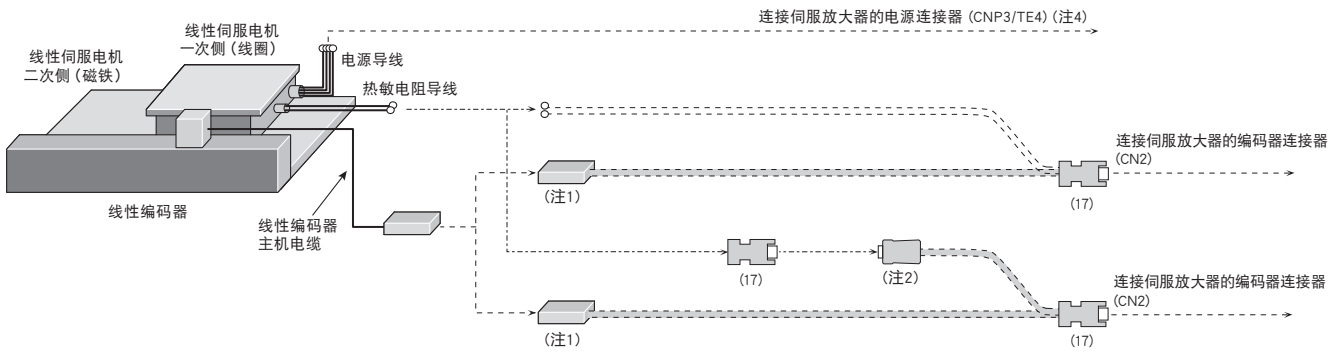 连接伺服放大器的电源连接器 (CNP3/TE4) (注4)
线性伺服电机
一次侧（线圈）
线性伺服电机
二次侧（磁铁）
电源导线
热敏电阻导线
连接伺服放大器的编码器连接器
(CN2)
(注1)
(17)
线性编码器
线性编码器
主机电缆
(17)
(注2)
连接伺服放大器的编码器连接器
(CN2)
(注1)
(17)